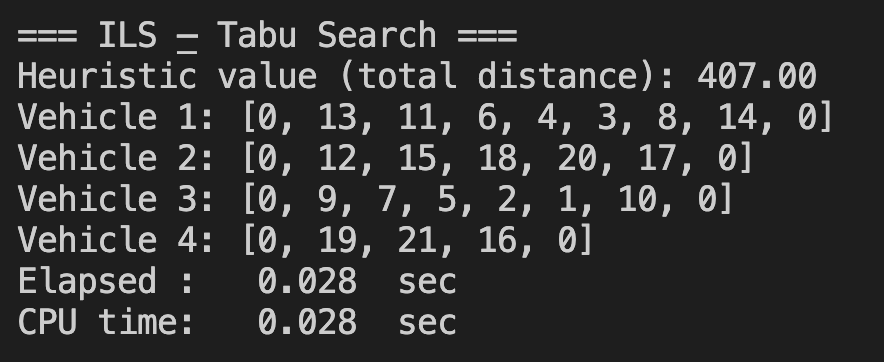 === ILS – Tabu Search ===
Heuristic value (total distance): 407.00
Vehicle 1: [0, 13, 11, 6, 4, 3, 8, 14, 0]
Vehicle 2: [0, 12, 15, 18, 20, 17, 0]
Vehicle 3: [0, 9, 7, 5, 2, 1, 10, 0]
Vehicle 4: [0, 19, 21, 16, 0]
Elapsed :   0.028  sec
CPU time:   0.028  sec